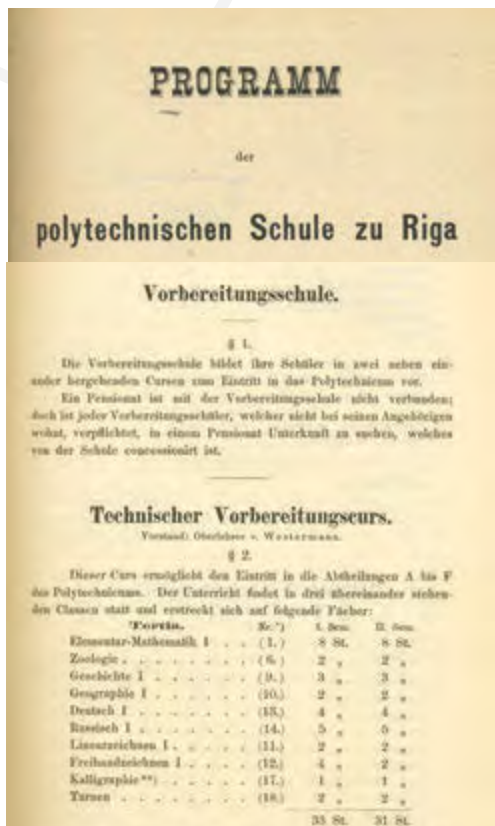 PROGRAMM
der
polytechnischen Schule zu Riga
Vorbereitungsschule.
§ 1.
Die Vorbereitungsschule bildet ihre Schüler in zwei neben ein-
ander hergehenden Cursen zum Eintritt in das Polytechnicum vor.
Ein Pensionat ist mit der Vorbereitungsschule nicht verbunden;
doch ist jeder Vorbereitungsschüler, welcher nicht bei seinen Angehörigen
wohnt, verpflichtet, in einem Pensionat Unterkunft zu suchen, welches
von der Schule concessionirt ist.
Technischer Vorbereitungscurs.
Vorstand: Oberlehrer v. Westermann.
§ 2.
Dieser Curs ermöglicht den Eintritt in die Abtheilungen A bis F
des Polytechnicums. Der Unterricht findet in drei übereinander stehen-
den Classen statt und erstreckt sich auf folgende Fächer:
Tertia. Nr.*) I. Sem. II. Sem.
Elementar-Mathematik I . . (1.) 8 St. 8 St.
Zoologie . . . . . . . . (6.) 2 „ 2 „
Geschichte I . . . . . . (9.) 3 „ 3 „
Geographie I . . . . . . (10.) 2 „ 2 „
Deutsch I . . . . . . . (13.) 4 „ 4 „
Russisch I . . . . . . . (14.) 5 „ 5 „
Linearzeichnen I . . . . . (11.) 2 „ 2 „
Freihandzeichnen I . . . . (12.) 4 „ 2 „
Kalligraphie**) . . . . . (17.) 1 „ 1 „
Turnen . . . . . . . . (18.) 2 „ 2 „
33 St. 31 St.